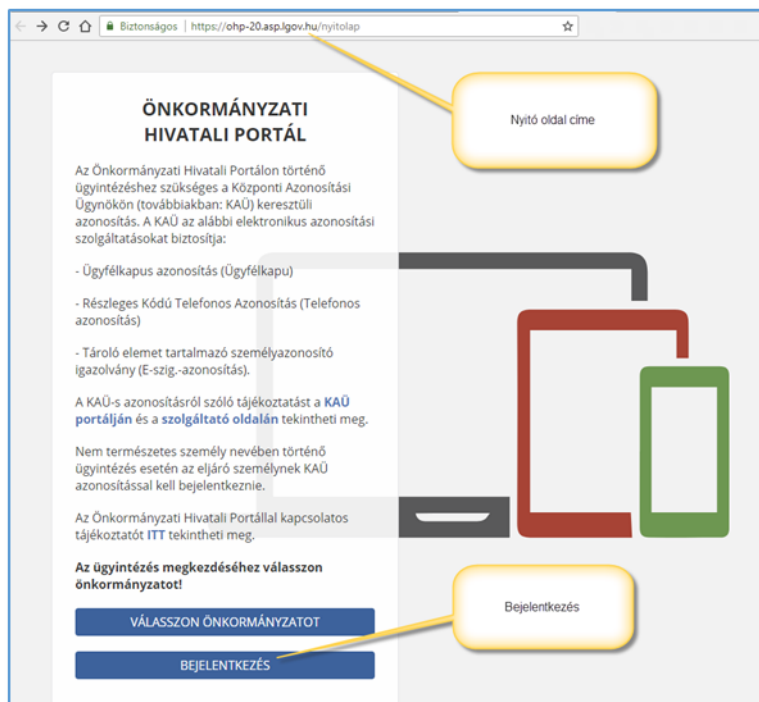 Biztonságos | https://ohp-20.asp.lgov.hu/nyitolap
Nyitó oldal címe
ÖNKORMÁNYZATI
HIVATALI PORTÁL
Az Önkormányzati Hivatali Portálon történő
ügyintézéshez szükséges a Központi Azonosítási
Ügynökön (továbbiakban: KAÜ) keresztüli
azonosítás. A KAÜ az alábbi elektronikus azonosítási
szolgáltatásokat biztosítja:
- Ügyfélkapus azonosítás (Ügyfélkapu)
- Részleges Kódú Telefonos Azonosítás (Telefonos
azonosítás)
- Tároló elemet tartalmazó személyazonosító
igazolvány (E-szig.-azonosítás).
A KAÜ-s azonosításról szóló tájékoztatást a KAÜ
portálján és a szolgáltató oldalán tekintheti meg.
Nem természetes személy nevében történő
ügyintézés esetén az eljáró személynek KAÜ
azonosítással kell bejelentkeznie.
Az Önkormányzati Hivatali Portállal kapcsolatos
tájékoztatót ITT tekintheti meg.
Az ügyintézés megkezdéséhez válasszon
önkormányzatot!
VÁLASSZON ÖNKORMÁNYZATOT
BEJELENTKEZÉS
Bejelentkezés